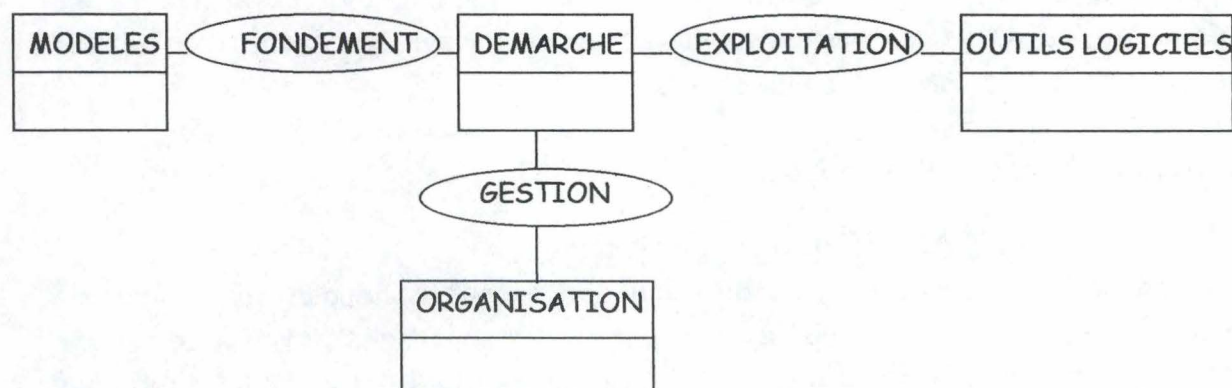 MODELES FONDEMENT DEMARCHE EXPLOITATION OUTILS LOGICIELS
GESTION
ORGANISATION